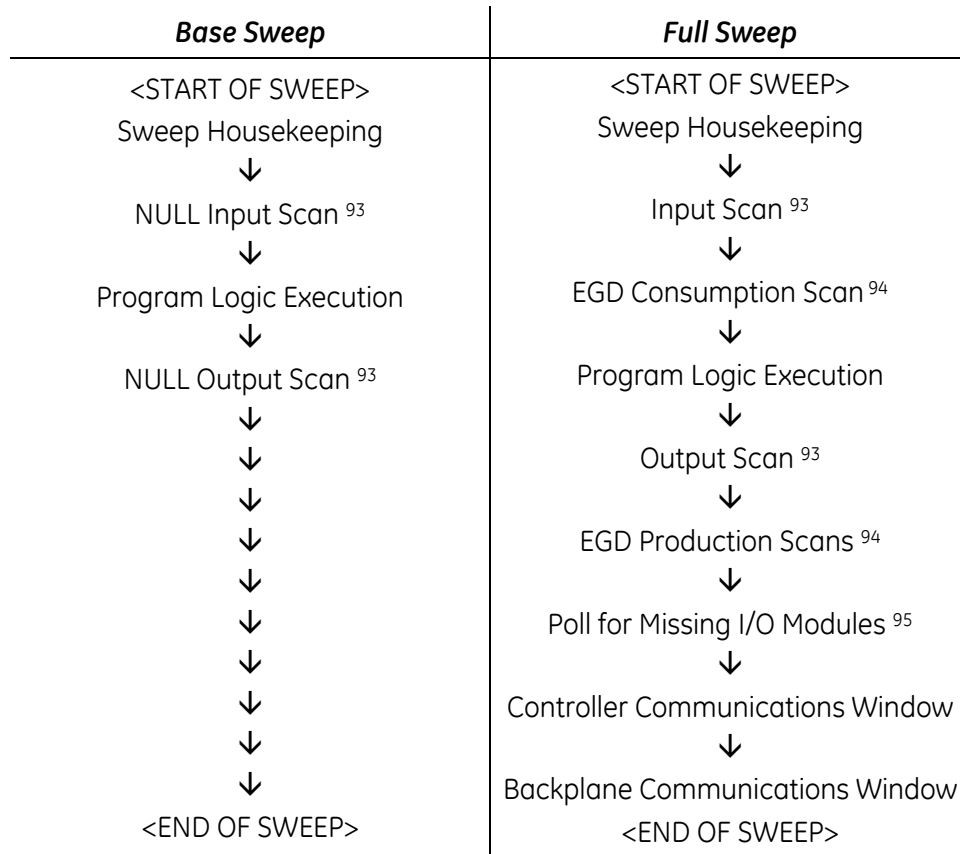 Base Sweep
<START OF SWEEP>
Sweep Housekeeping
↓
NULL Input Scan 93
↓
Program Logic Execution
↓
NULL Output Scan 93
↓
↓
↓
↓
↓
↓
↓
↓
↓
↓
<END OF SWEEP>
Full Sweep
<START OF SWEEP>
Sweep Housekeeping
↓
Input Scan 93
↓
EGD Consumption Scan 94
↓
Program Logic Execution
↓
Output Scan 93
↓
EGD Production Scans 94
↓
Poll for Missing I/O Modules 95
↓
Controller Communications Window
↓
Backplane Communications Window
<END OF SWEEP>